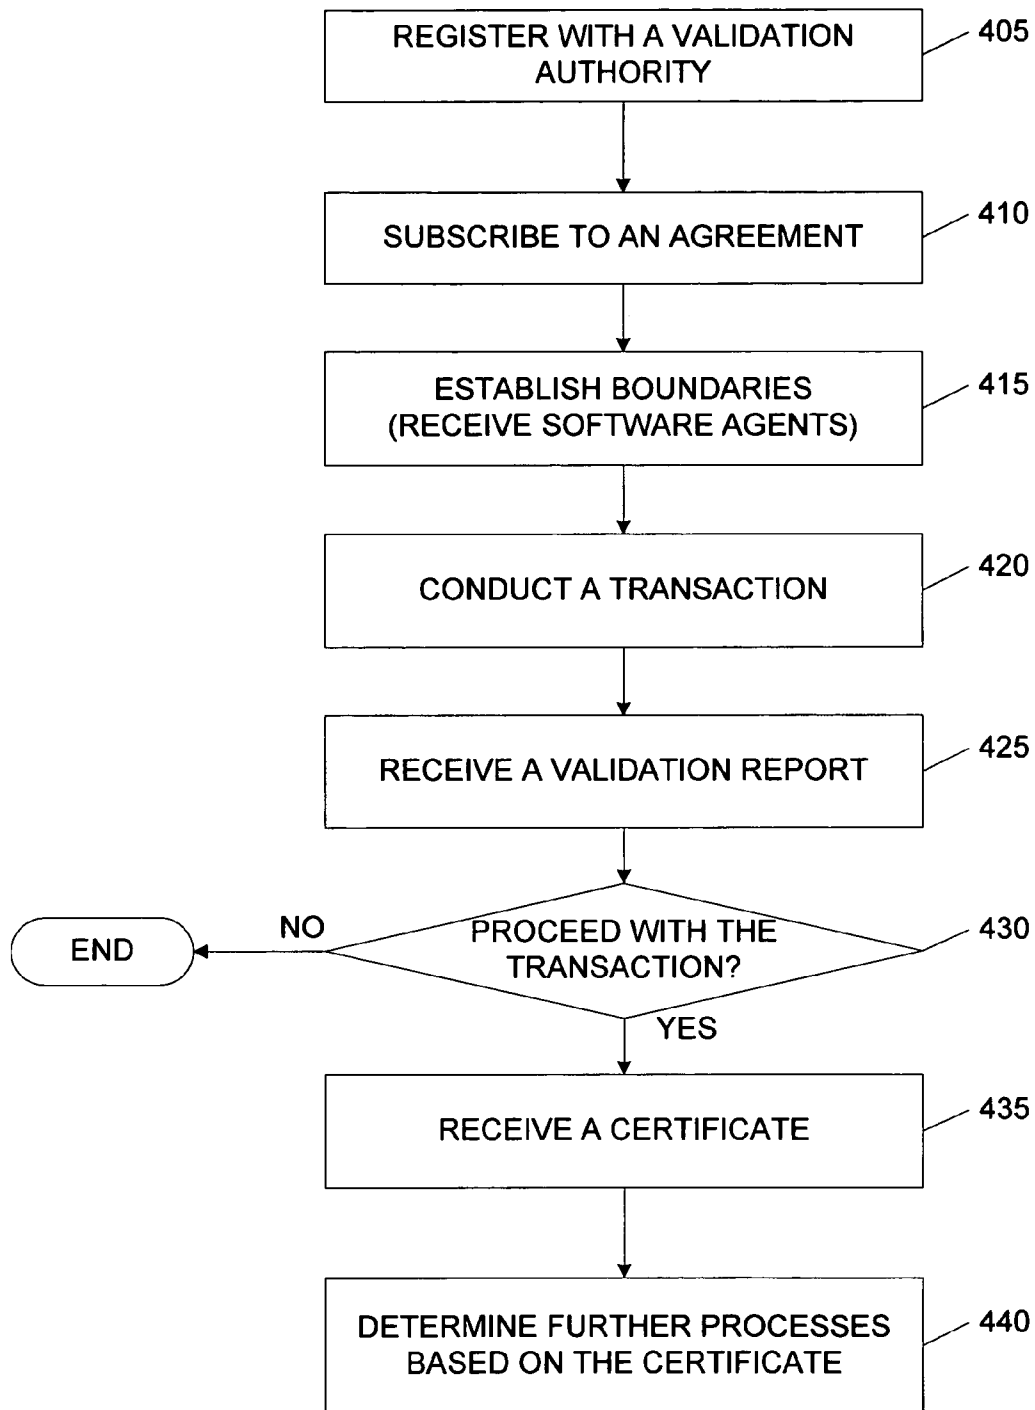 REGISTER WITH A VALIDATION
AUTHORITY
405
SUBSCRIBE TO AN AGREEMENT
410
ESTABLISH BOUNDARIES
(RECEIVE SOFTWARE AGENTS)
415
CONDUCT A TRANSACTION
420
RECEIVE A VALIDATION REPORT
425
PROCEED WITH THE
TRANSACTION?
430
NO
END
YES
RECEIVE A CERTIFICATE
435
DETERMINE FURTHER PROCESSES
BASED ON THE CERTIFICATE
440